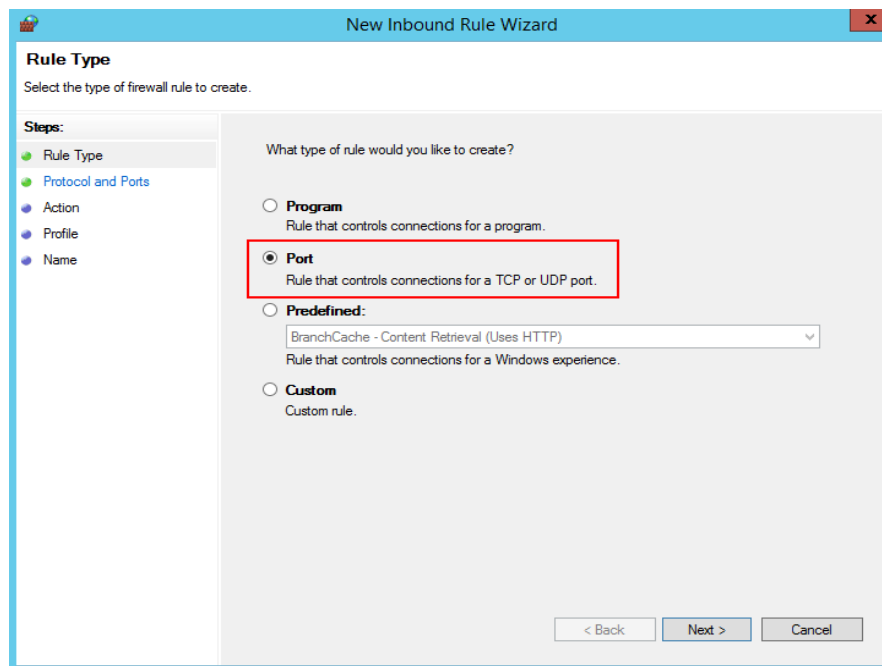 New Inbound Rule Wizard
x
Rule Type
Select the type of firewall rule to create.
Steps:
Rule Type
Protocol and Ports
Action
Profile
Name
What type of rule would you like to create?
Program
Rule that controls connections for a program.
Port
Rule that controls connections for a TCP or UDP port.
Predefined:
BranchCache - Content Retrieval (Uses HTTP)
Rule that controls connections for a Windows experience.
Custom
Custom rule.
< Back
Next >
Cancel